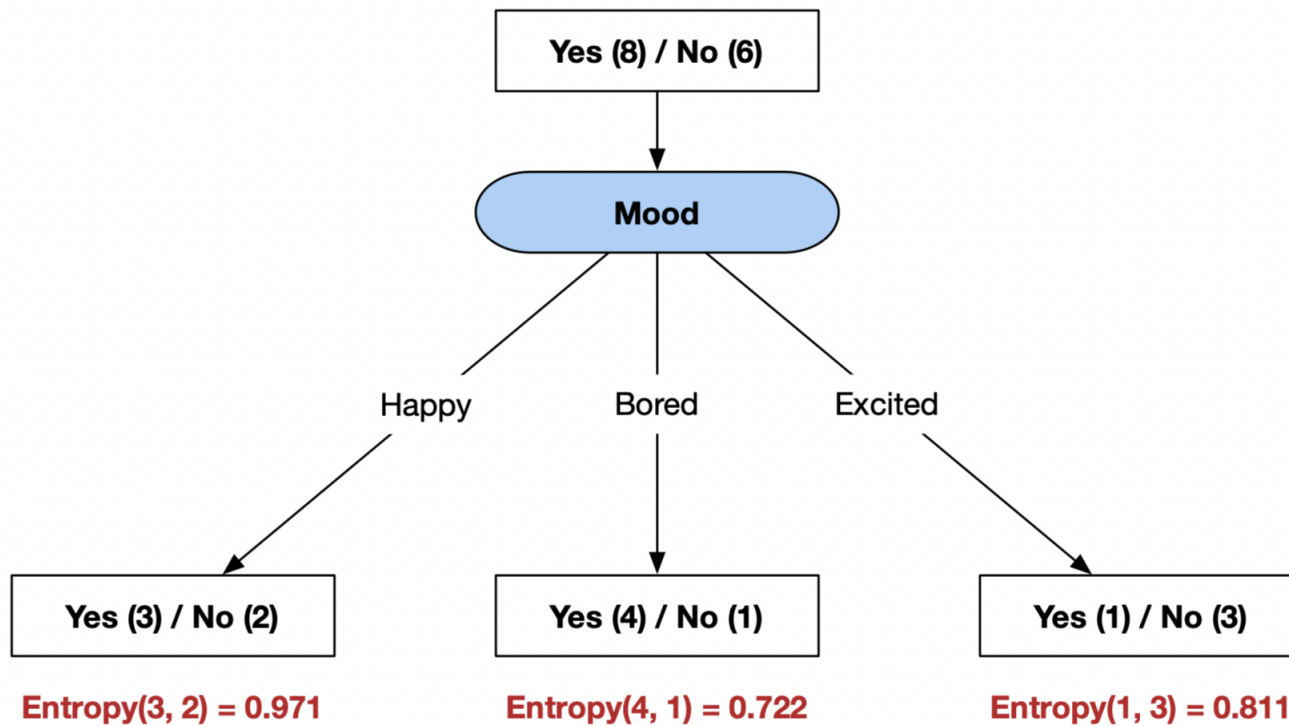 Yes (8) / No (6)
Mood
Happy
Bored
Excited
Yes (3) / No (2)
Yes (4) / No (1)
Yes (1) / No (3)
Entropy(3, 2) = 0.971
Entropy(4, 1) = 0.722
Entropy(1, 3) = 0.811